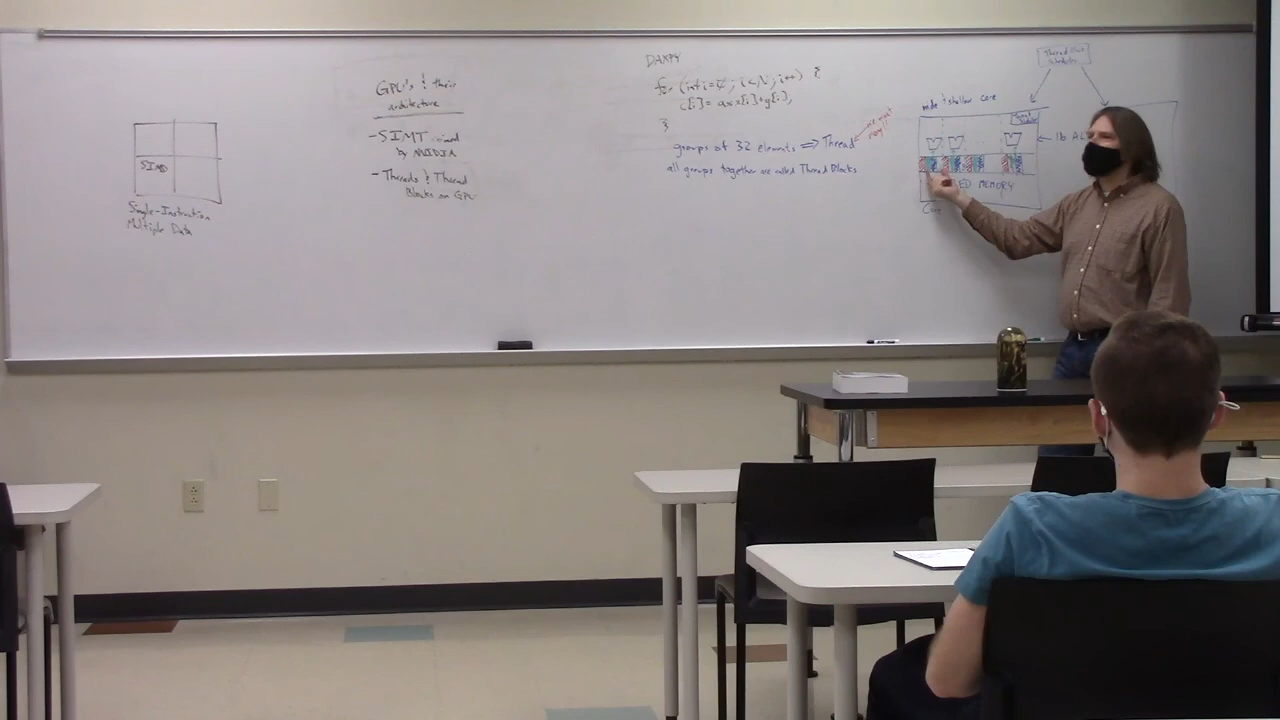 SIMD
Single-Instruction
Multiple Data
GPU's & their
architecture
-SIMT coined
by NVIDIA
-Threads & Thread
Blocks on GPU
DAXPY
for (int i=0; i<N; i++) {
c[i]= a*x[i]+y[i];
}
groups of 32 elements => Thread
all groups together are called Thread Blocks
Thread Block
Scheduler
wide & shallow core
16 AL
ED MEMORY